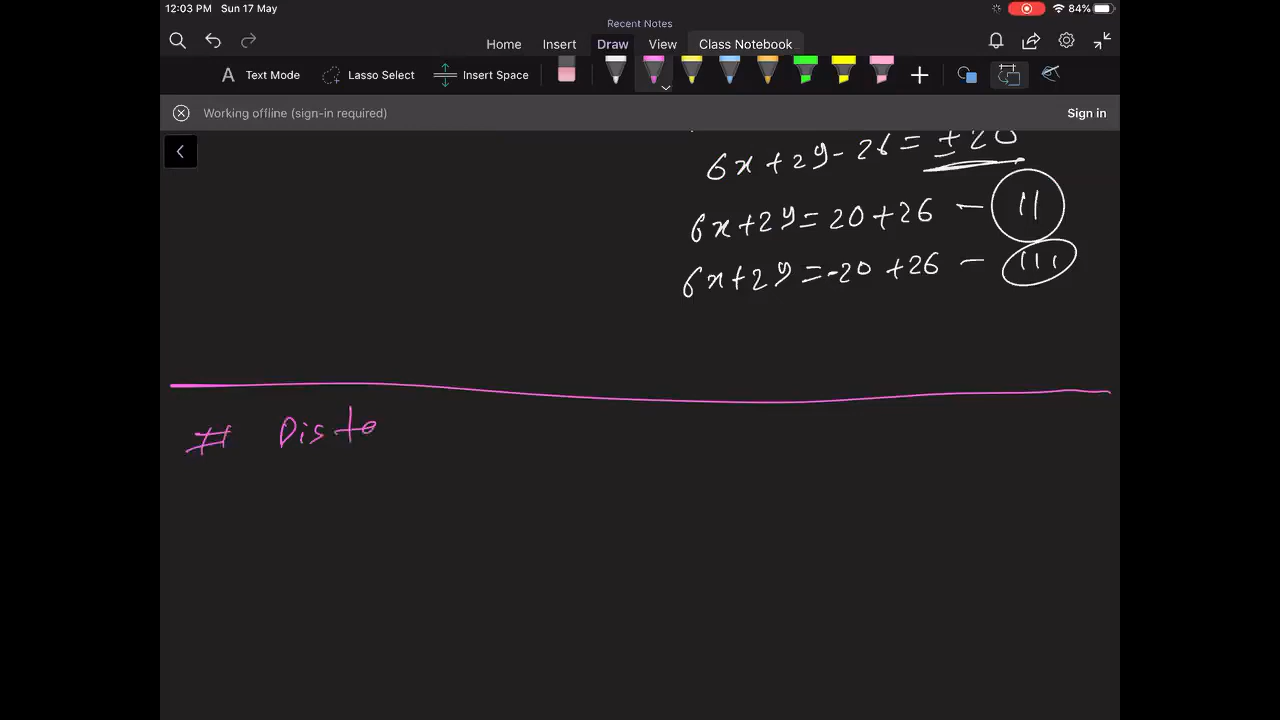 12:03 PM Sun 17 May
84%
Recent Notes
Home Insert Draw View Class Notebook
Text Mode Lasso Select Insert Space
Working offline (sign-in required) Sign in
6x + 2y - 26 = ± 20
6x + 2y = 20 + 26 — II
6x + 2y = -20 + 26 — III
# Dista